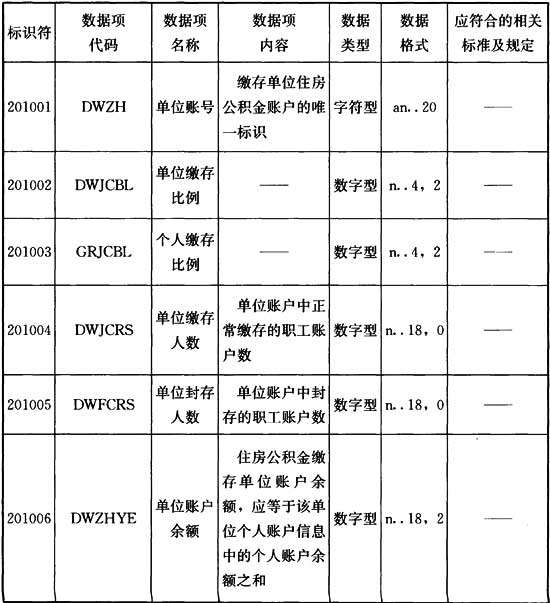 标识符 数据项代码 数据项名称 数据项内容 数据类型 数据格式 应符合的相关标准及规定
201001 DWZH 单位账号 缴存单位住房公积金账户的唯一标识 字符型 an..20 ——
201002 DWJCBL 单位缴存比例 —— 数字型 n..4，2 ——
201003 GRJCBL 个人缴存比例 —— 数字型 n..4，2 ——
201004 DWJCRS 单位缴存人数 单位账户中正常缴存的职工账户数 数字型 n..18，0 ——
201005 DWFCRS 单位封存人数 单位账户中封存的职工账户数 数字型 n..18，0 ——
201006 DWZHYE 单位账户余额 住房公积金缴存单位账户余额，应等于该单位个人账户信息中的个人账户余额之和 数字型 n..18，2 ——